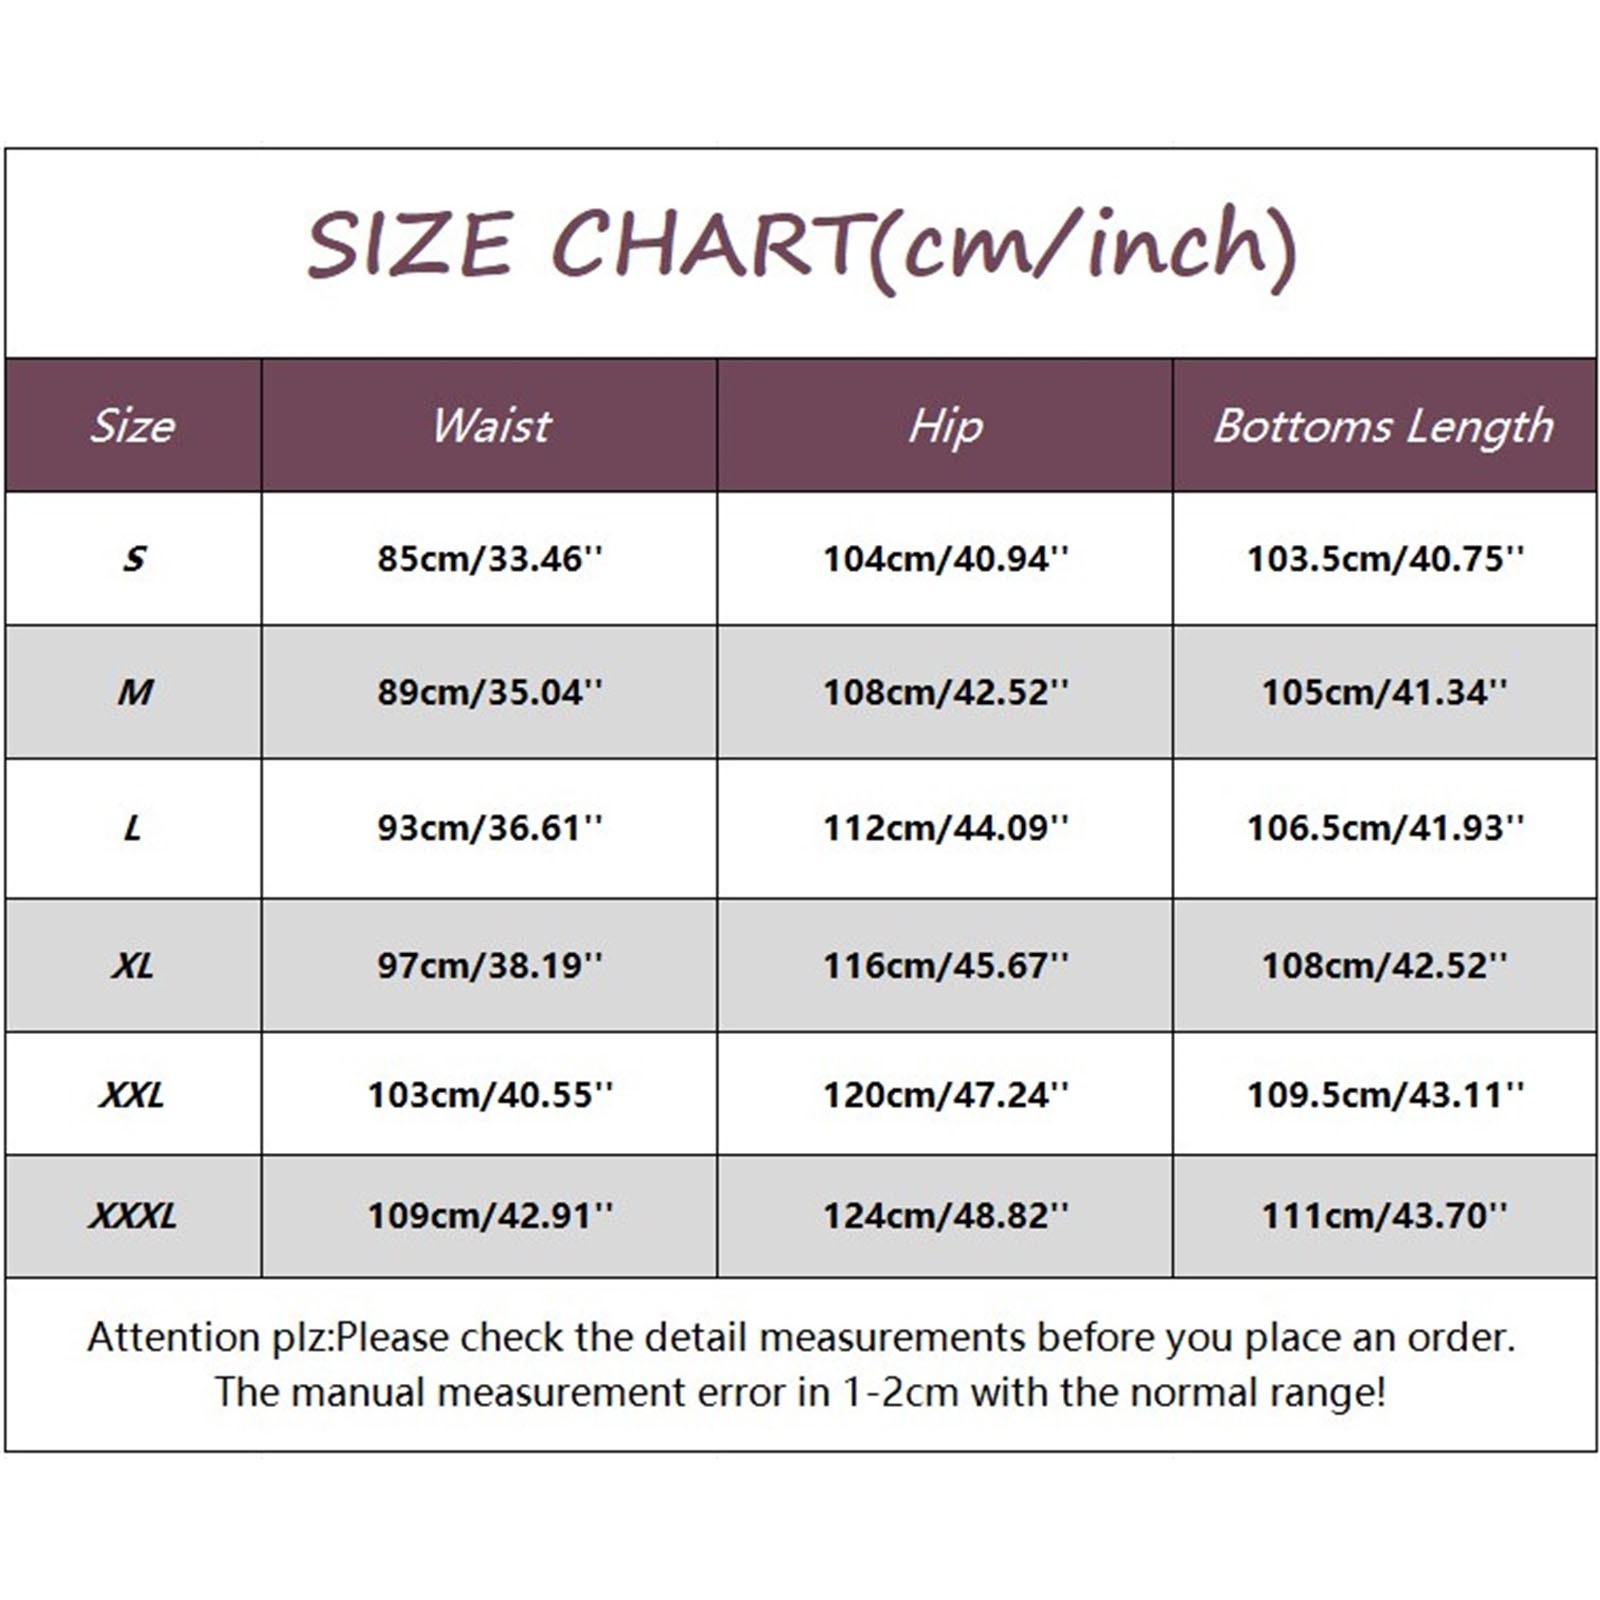 SIZE CHART(cm/inch)
Size Waist Hip Bottoms Length
S 85cm/33.46'' 104cm/40.94'' 103.5cm/40.75''
M 89cm/35.04'' 108cm/42.52'' 105cm/41.34''
L 93cm/36.61'' 112cm/44.09'' 106.5cm/41.93''
XL 97cm/38.19'' 116cm/45.67'' 108cm/42.52''
XXL 103cm/40.55'' 120cm/47.24'' 109.5cm/43.11''
XXXL 109cm/42.91'' 124cm/48.82'' 111cm/43.70''
Attention plz:Please check the detail measurements before you place an order.
The manual measurement error in 1-2cm with the normal range!